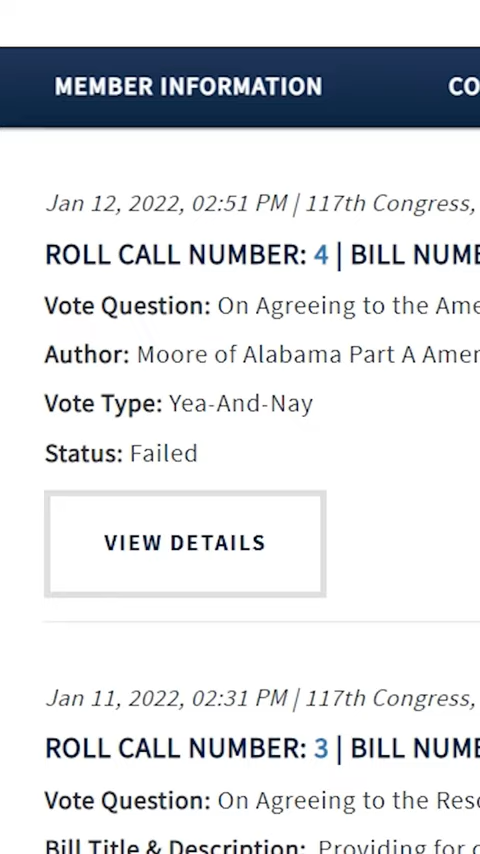 MEMBER INFORMATION
Jan 12, 2022, 02:51 PM | 117th Congress,
ROLL CALL NUMBER: 4 | BILL
Vote Question: On Agreeing to the
Author: Moore of Alabama Part A
Vote Type: Yea-And-Nay
Status: Failed
VIEW DETAILS
Jan 11, 2022, 02:31 PM | 117th Congress,
ROLL CALL NUMBER: 3 | BILL
Vote Question: On Agreeing to the
Bill Title & Description: Providing for